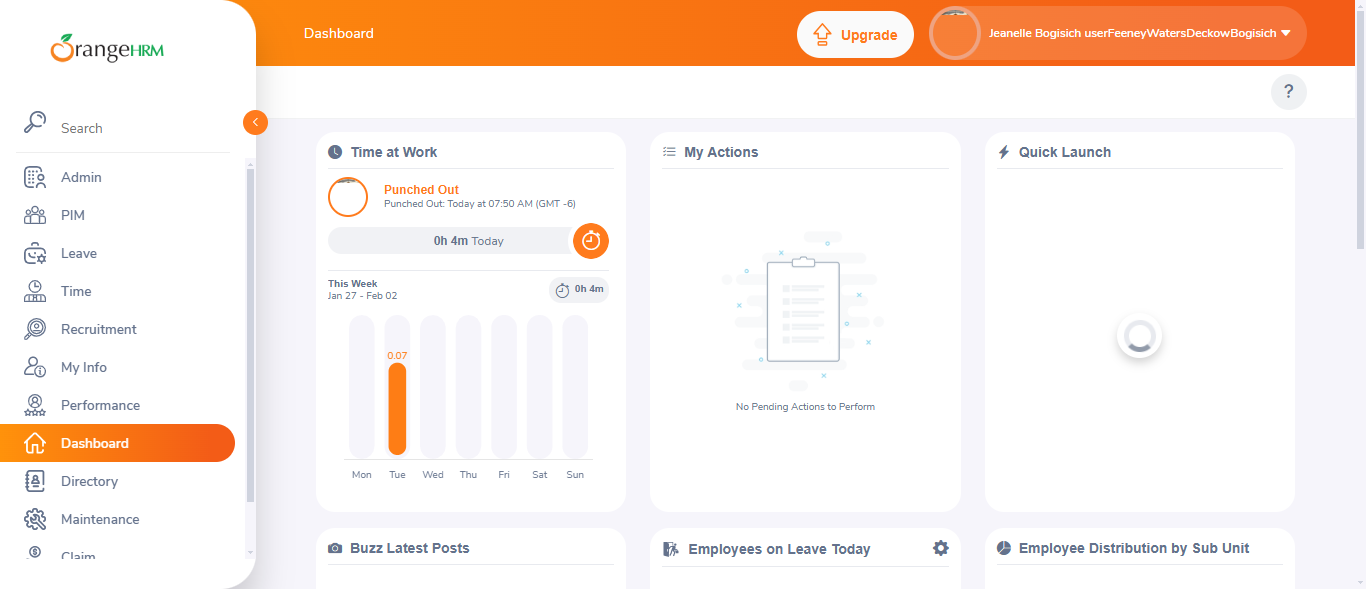 OrangeHRM
Dashboard
Upgrade
Jeanelle Bogisich userFeeneyWatersDeckowBogisich
?
Search
Admin
PIM
Leave
Time
Recruitment
My Info
Performance
Dashboard
Directory
Maintenance
Claim
Time at Work
Punched Out
Punched Out: Today at 07:50 AM (GMT -6)
0h 4m Today
This Week
Jan 27 - Feb 02
0h 4m
0.07
Mon Tue Wed Thu Fri Sat Sun
My Actions
No Pending Actions to Perform
Quick Launch
Buzz Latest Posts
Employees on Leave Today
Employee Distribution by Sub Unit